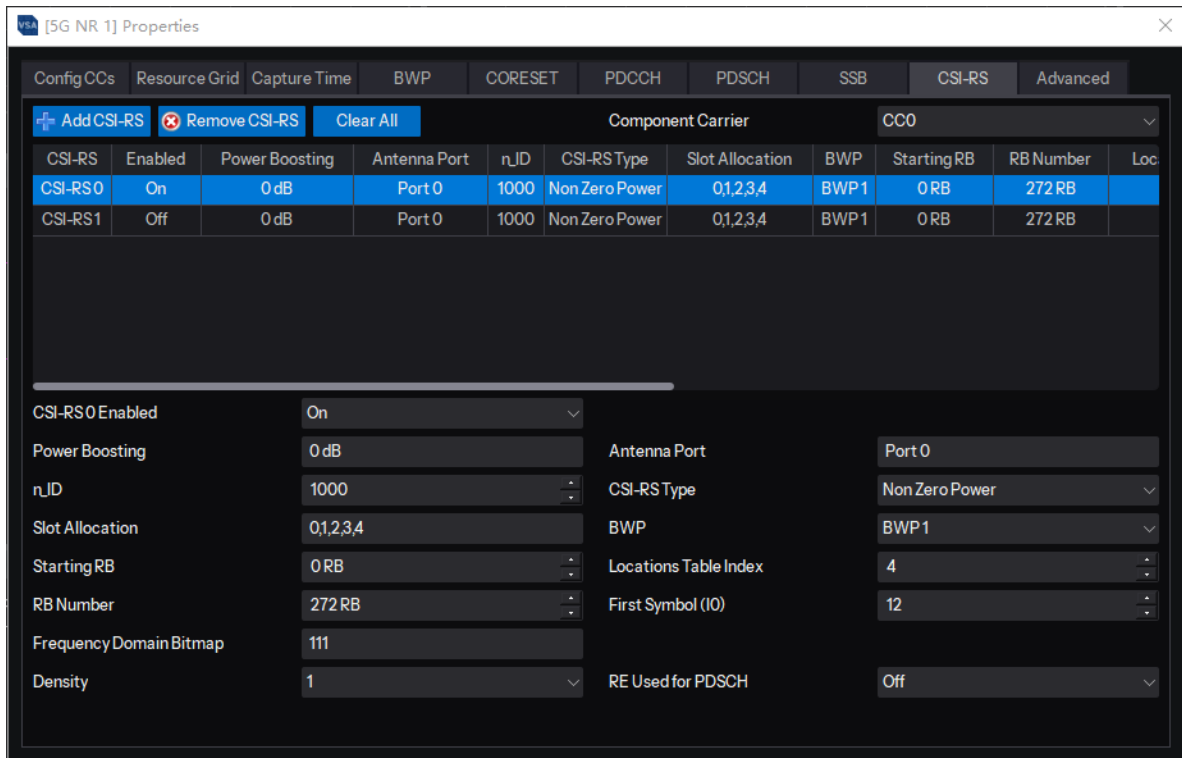 VSA [5G NR 1] Properties
Config CCs Resource Grid Capture Time BWP CORESET PDCCH PDSCH SSB CSI-RS Advanced
Add CSI-RS Remove CSI-RS Clear All Component Carrier CC0
CSI-RS Enabled Power Boosting Antenna Port n_ID CSI-RS Type Slot Allocation BWP Starting RB RB Number Loc
CSI-RS 0 On 0 dB Port 0 1000 Non Zero Power 0,1,2,3,4 BWP1 0 RB 272 RB
CSI-RS1 Off 0 dB Port 0 1000 Non Zero Power 0,1,2,3,4 BWP1 0 RB 272 RB
CSI-RS 0 Enabled On
Power Boosting 0 dB Antenna Port Port 0
n_ID 1000 CSI-RS Type Non Zero Power
Slot Allocation 0,1,2,3,4 BWP BWP1
Starting RB 0 RB Locations Table Index 4
RB Number 272 RB First Symbol (l0) 12
Frequency Domain Bitmap 111
Density 1 RE Used for PDSCH Off